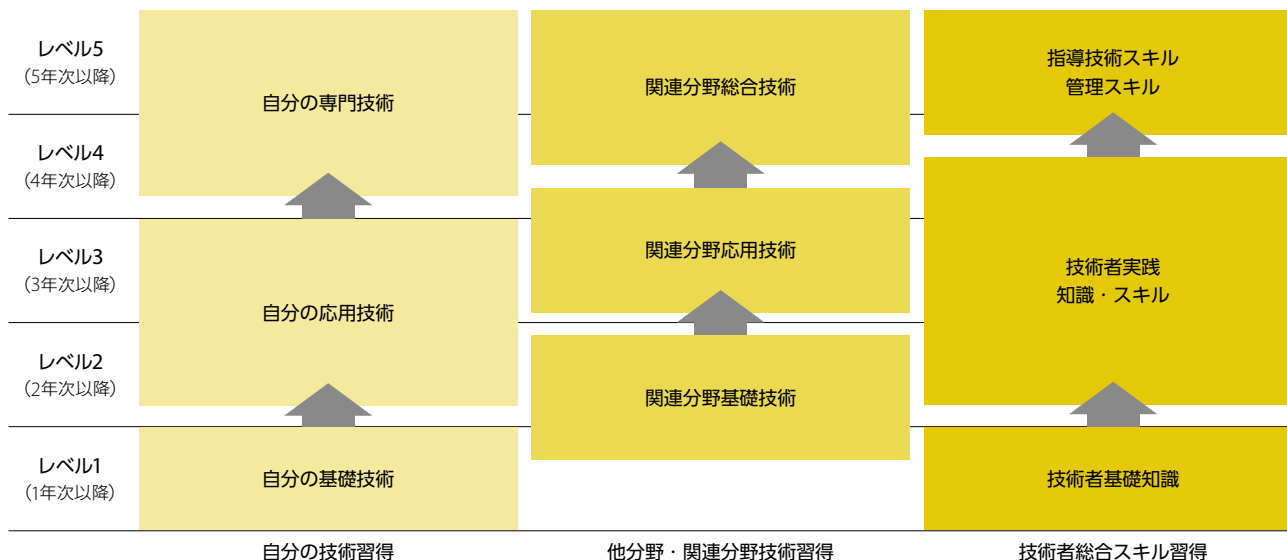 レベル5
（5年次以降）
レベル4
（4年次以降）
レベル3
（3年次以降）
レベル2
（2年次以降）
レベル1
（1年次以降）
自分の専門技術
自分の応用技術
自分の基礎技術
自分の技術習得
関連分野総合技術
関連分野応用技術
関連分野基礎技術
他分野・関連分野技術習得
指導技術スキル
管理スキル
技術者実践
知識・スキル
技術者基礎知識
技術者総合スキル習得